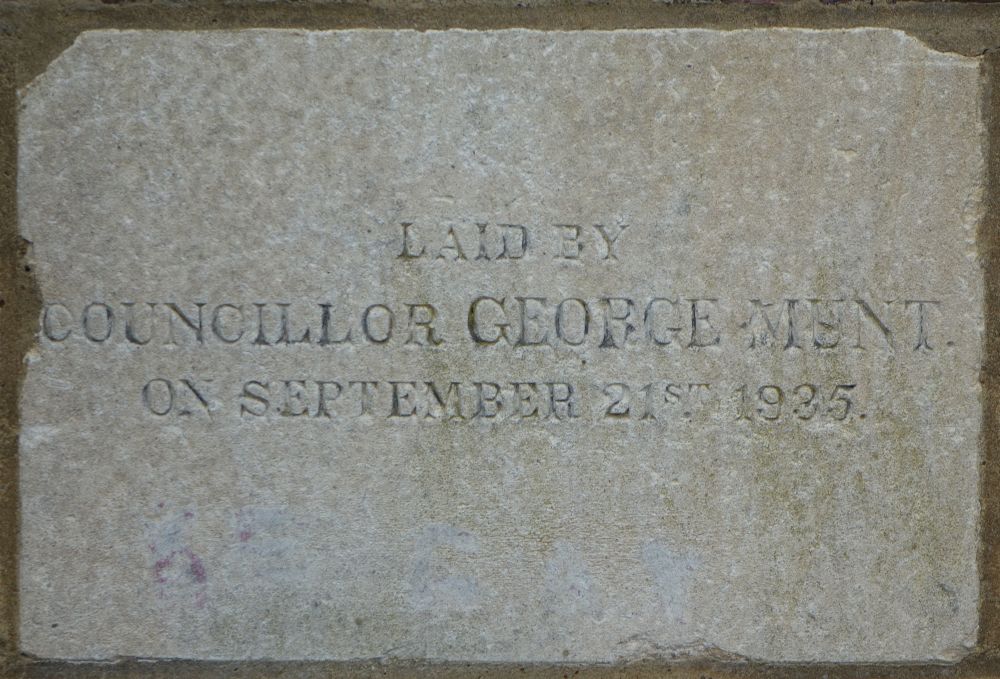 LAID BY
COUNCILLOR GEORGE MENT.
ON SEPTEMBER 21ST 1935.